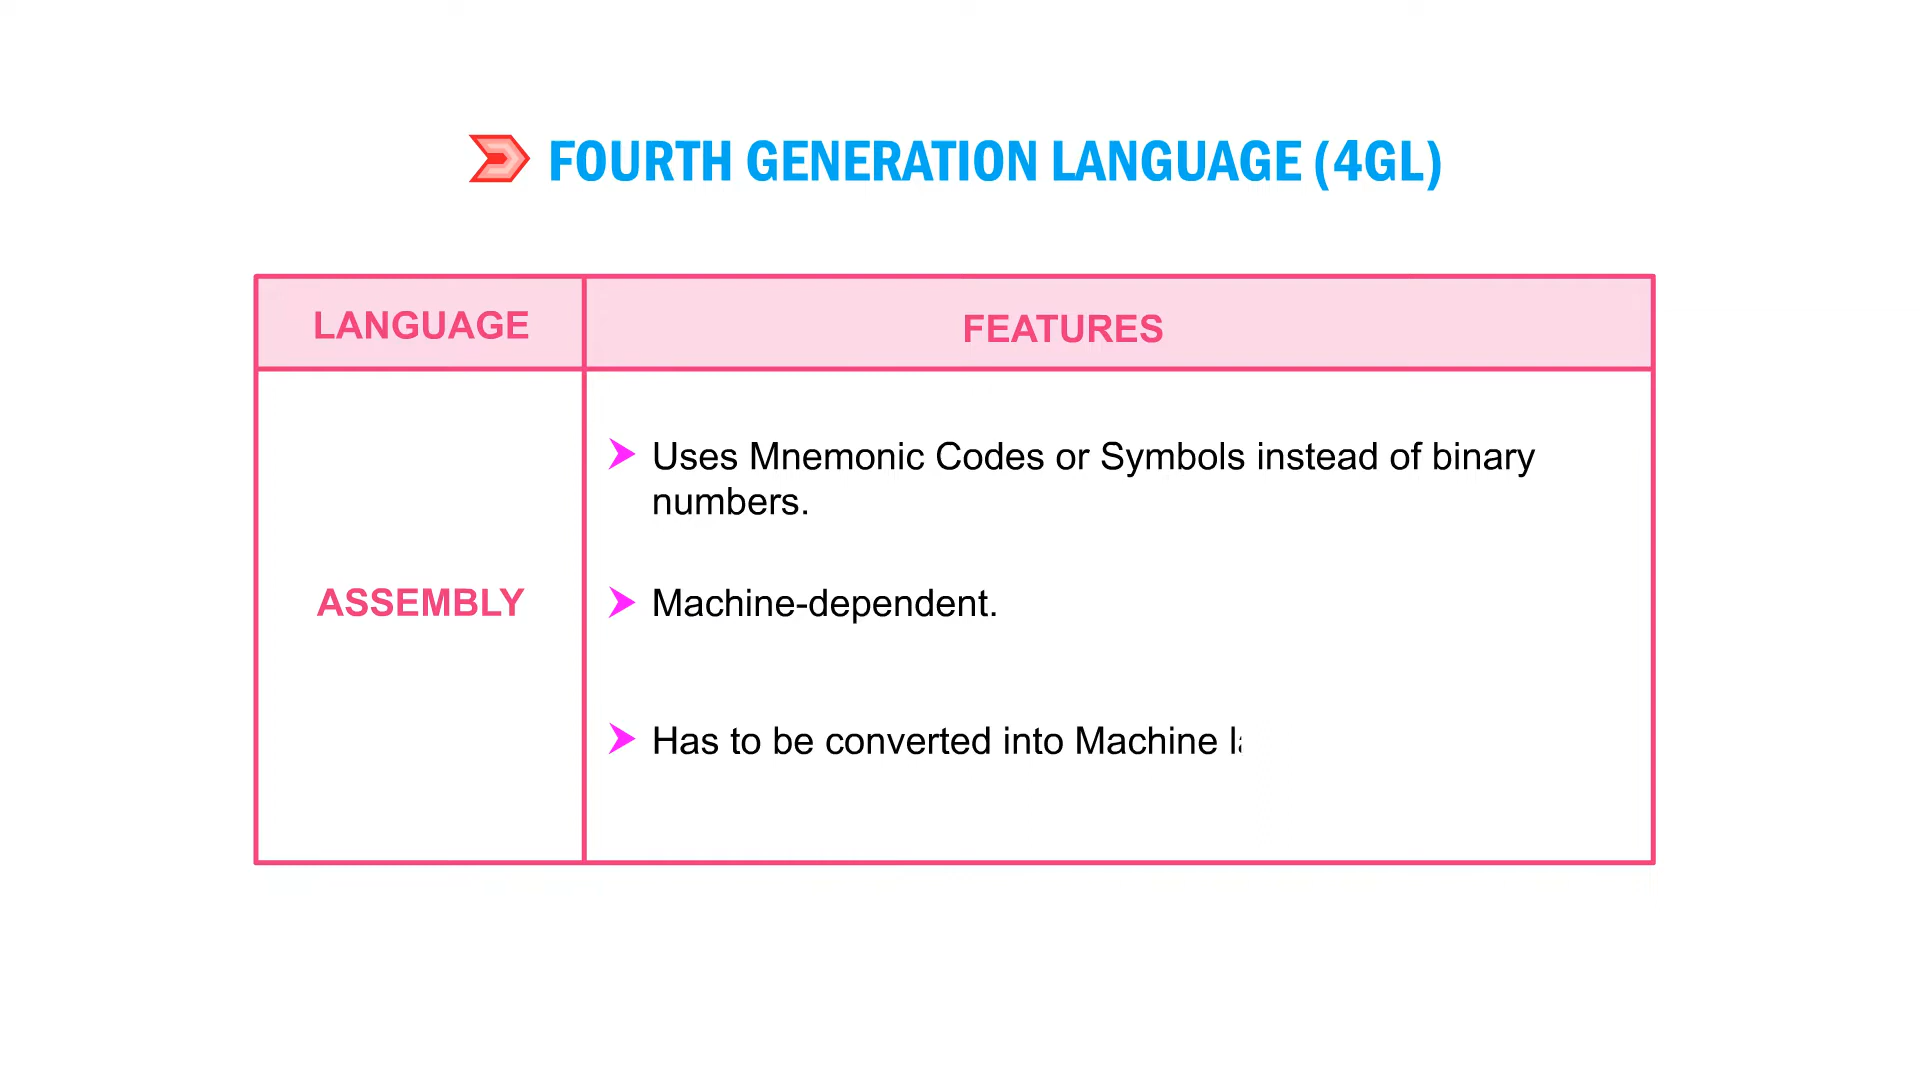 FOURTH GENERATION LANGUAGE (4GL)
LANGUAGE
FEATURES
Uses Mnemonic Codes or Symbols instead of binary
numbers.
ASSEMBLY
Machine-dependent.
Has to be converted into Machine